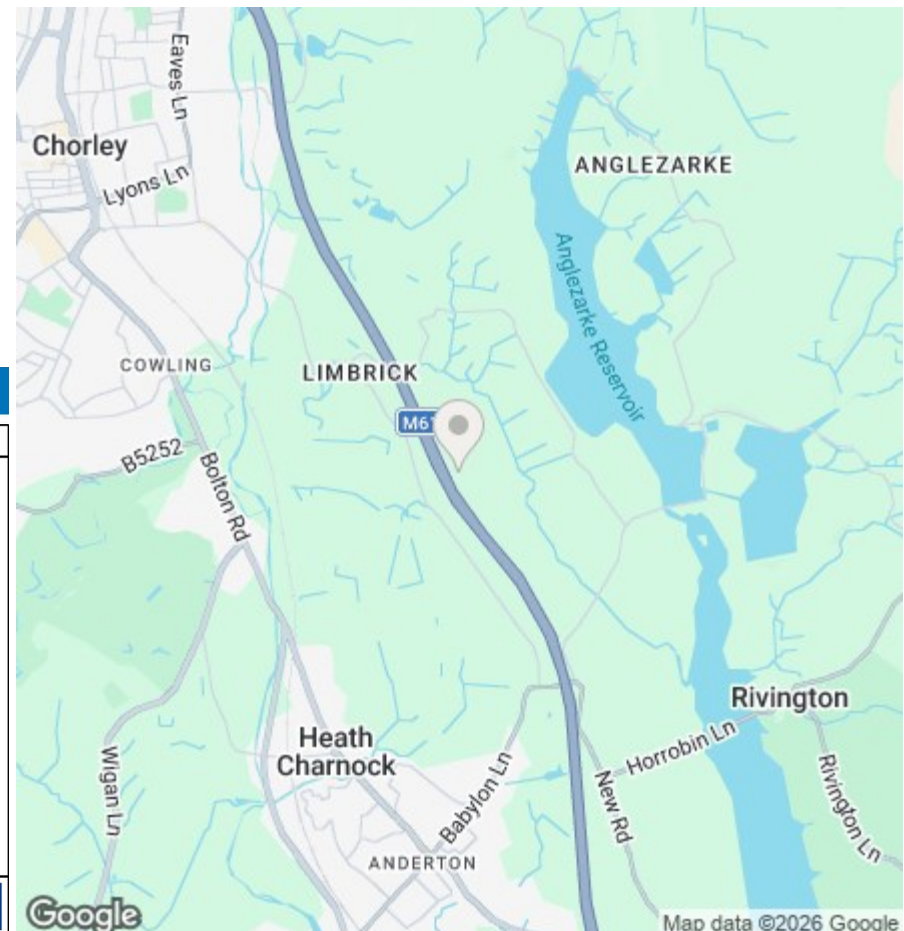 Eaves Ln
Chorley
Lyons Ln
ANGLEZARKE
Anglezarke Reservoir
COWLING
LIMBRICK
M61
B5252
Bolton Rd
Rivington
Heath
Charnock
Horrobin Ln
Wigan Ln
Babylon Ln
New Rd
Rivington Ln
ANDERTON
Google
Map data ©2026 Google